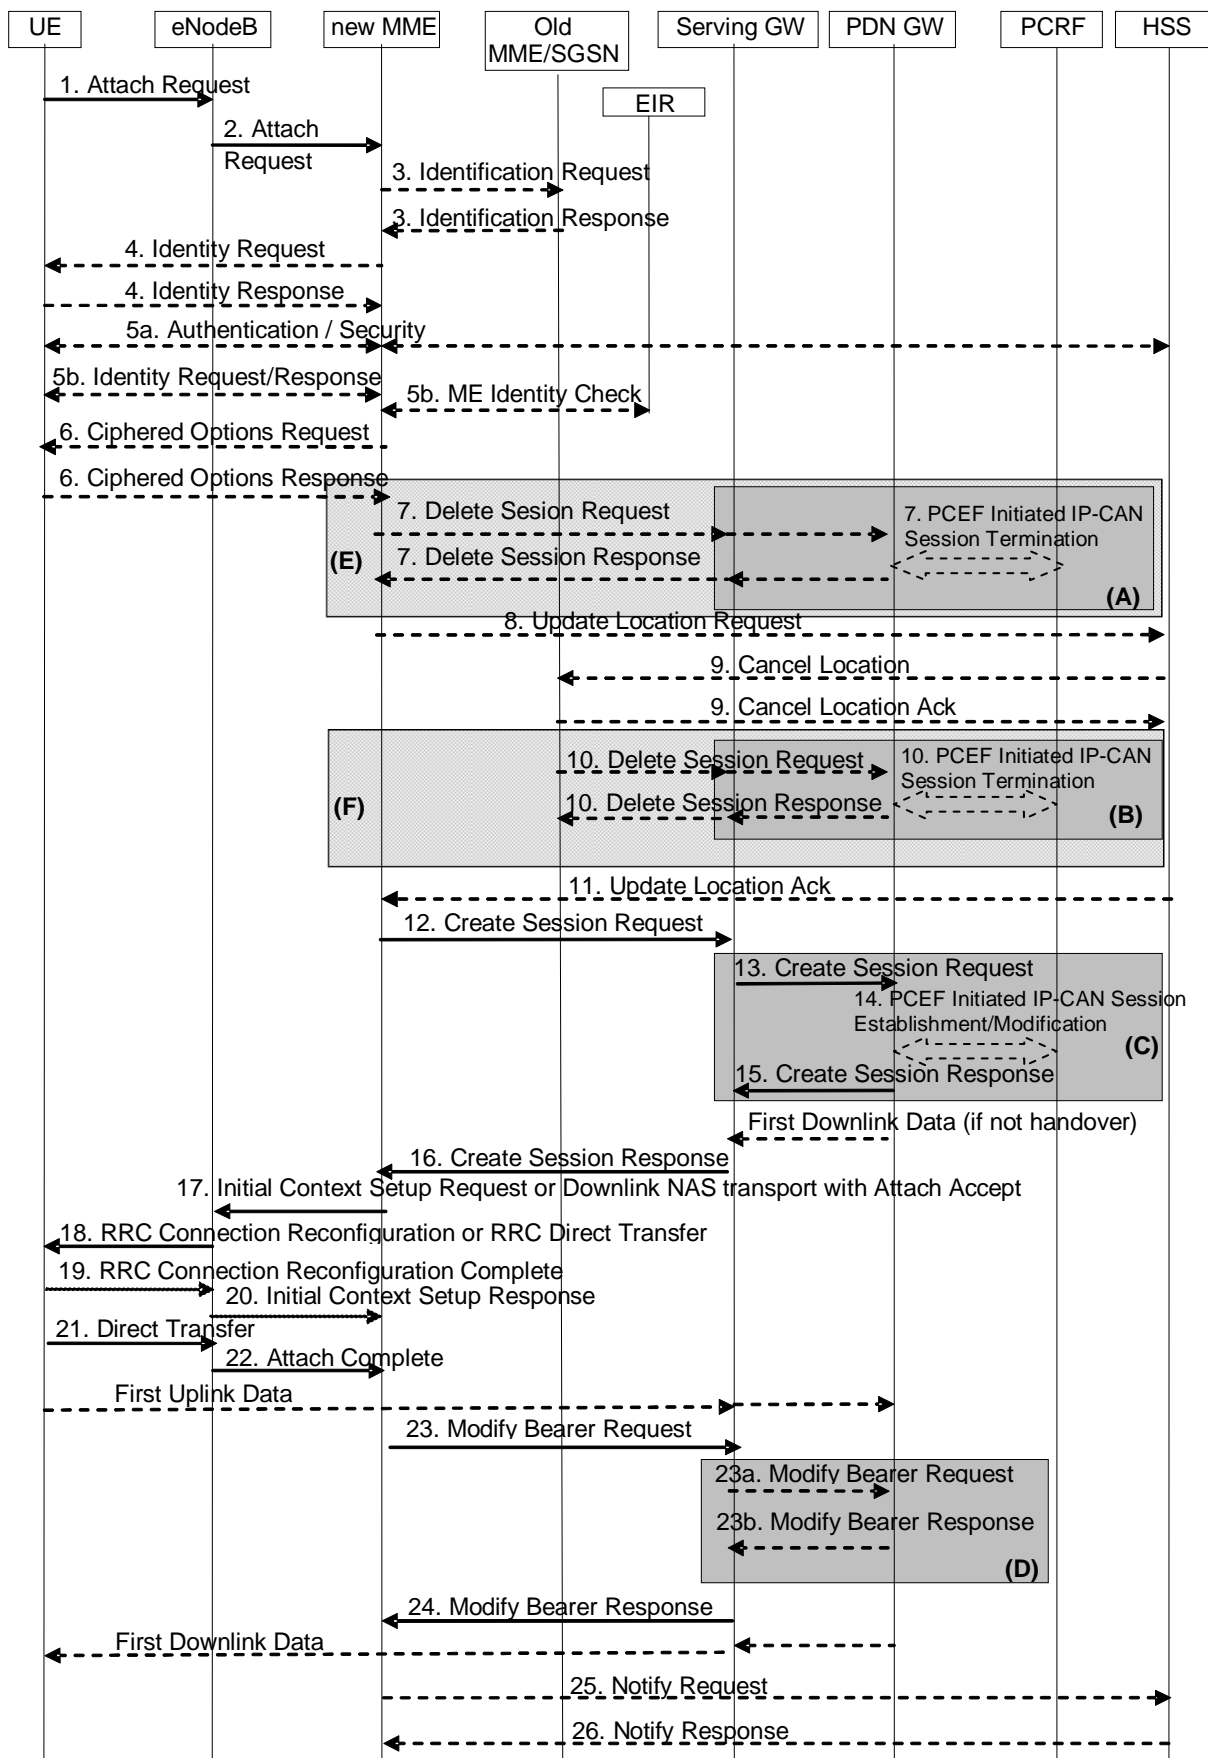 UE
eNodeB
new MME
Old
MME/SGSN
Serving GW
PDN GW
PCRF
HSS
EIR
1. Attach Request
2. Attach
Request
3. Identification Request
3. Identification Response
4. Identity Request
4. Identity Response
5a. Authentication / Security
5b. Identity Request/Response
5b. ME Identity Check
6. Ciphered Options Request
6. Ciphered Options Response
7. Delete Sesion Request
7. PCEF Initiated IP-CAN
Session Termination
(E)
7. Delete Session Response
(A)
8. Update Location Request
9. Cancel Location
9. Cancel Location Ack
10. Delete Session Request
10. PCEF Initiated IP-CAN
Session Termination
(F)
10. Delete Session Response
(B)
11. Update Location Ack
12. Create Session Request
13. Create Session Request
14. PCEF Initiated IP-CAN Session
Establishment/Modification
(C)
15. Create Session Response
First Downlink Data (if not handover)
16. Create Session Response
17. Initial Context Setup Request or Downlink NAS transport with Attach Accept
18. RRC Connection Reconfiguration or RRC Direct Transfer
19. RRC Connection Reconfiguration Complete
20. Initial Context Setup Response
21. Direct Transfer
22. Attach Complete
First Uplink Data
23. Modify Bearer Request
23a. Modify Bearer Request
23b. Modify Bearer Response
(D)
24. Modify Bearer Response
First Downlink Data
25. Notify Request
26. Notify Response